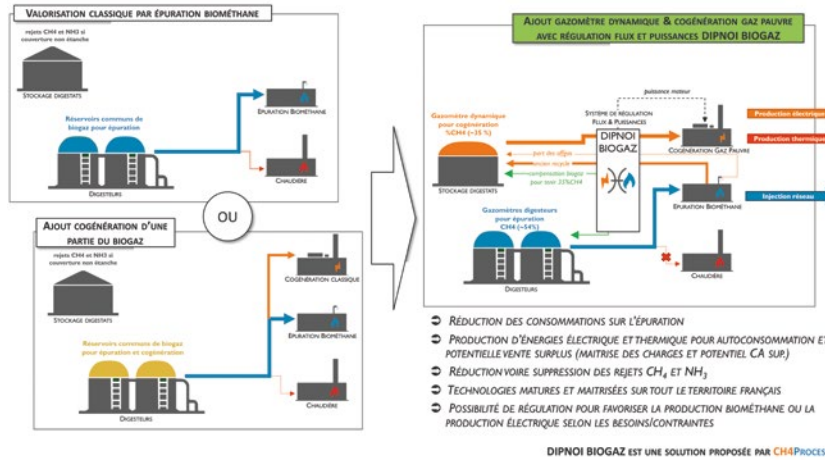 VALORISATION CLASSIQUE PAR ÉPURATION BIOMÉTHANE
rejets CH4 et NH3 si
couverture non étanche
STOCKAGE DIGESTATS
Réservoirs communs de
biogaz pour épuration
DIGESTEURS
EPURATION BIOMÉTHANE
CHAUDIÈRE
OU
AJOUT COGÉNÉRATION D'UNE
PARTIE DU BIOGAZ
rejets CH4 et NH3 si
couverture non étanche
STOCKAGE DIGESTATS
Réservoirs communs de biogaz
pour épuration et cogénération
DIGESTEURS
COGÉNÉRATION CLASSIQUE
EPURATION BIOMÉTHANE
CHAUDIÈRE
AJOUT GAZOMÈTRE DYNAMIQUE & COGÉNÉRATION GAZ PAUVRE
AVEC RÉGULATION FLUX ET PUISSANCES DIPNOI BIOGAZ
puissance moteur
Gazomètre dynamique
pour cogénération
%CH4 (~35 %)
STOCKAGE DIGESTATS
SYSTÈME DE RÉGULATION
FLUX & PUISSANCES
DIPNOI
BIOGAZ
COGÉNÉRATION GAZ PAUVRE
Production électrique
Production thermique
part des offgas
recyclé
compensation biogaz
pour tenir 35%CH4
EPURATION BIOMÉTHANE
Injection réseau
Gazomètres digesteurs
pour épuration
CH4 (~54%)
DIGESTEURS
CHAUDIÈRE
➲ RÉDUCTION DES CONSOMMATIONS SUR L'ÉPURATION
➲ PRODUCTION D'ÉNERGIES ÉLECTRIQUE ET THERMIQUE POUR AUTOCONSOMMATION ET
POTENTIELLE VENTE SURPLUS (MAITRISE DES CHARGES ET POTENTIEL CA SUP.)
➲ RÉDUCTION VOIRE SUPPRESSION DES REJETS CH4 ET NH3
➲ TECHNOLOGIES MATURES ET MAITRISÉES SUR TOUT LE TERRITOIRE FRANÇAIS
➲ POSSIBILITÉ DE RÉGULATION POUR FAVORISER LA PRODUCTION BIOMÉTHANE OU LA
PRODUCTION ÉLECTRIQUE SELON LES BESOINS/CONTRAINTES
DIPNOI BIOGAZ EST UNE SOLUTION PROPOSÉE PAR CH4PROCES